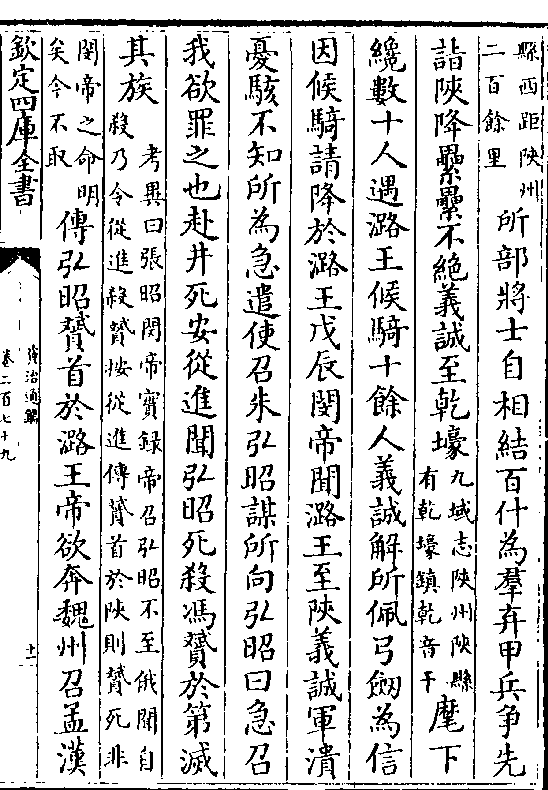 縣西距陝州
二百餘里
所部將士自相結百什為羣弃甲兵争先
詣陝降纍纍不絶義誠至乾壕
九域志陝州陝縣
有乾壕鎮乾音干
麾下
纔數十人遇潞王候騎十餘人義誠解所佩弓劒為信
因候騎請降於潞王戊辰閔帝聞潞王至陝義誠軍潰
憂駭不知所為急遣使召朱弘昭謀所向弘昭曰急召
我欲罪之也赴井死安從進聞弘昭死殺馮贇於第滅
其族
考異曰張昭閔帝實録帝召弘昭不至俄聞自
殺乃令從進殺贇按從進傳贇首於陝則贇死非
閔帝之命明
矣今不取
傳弘昭贇首於潞王帝欲奔魏州召孟漢
欽定四庫全書
資治通鑑
卷二百七十九
十一